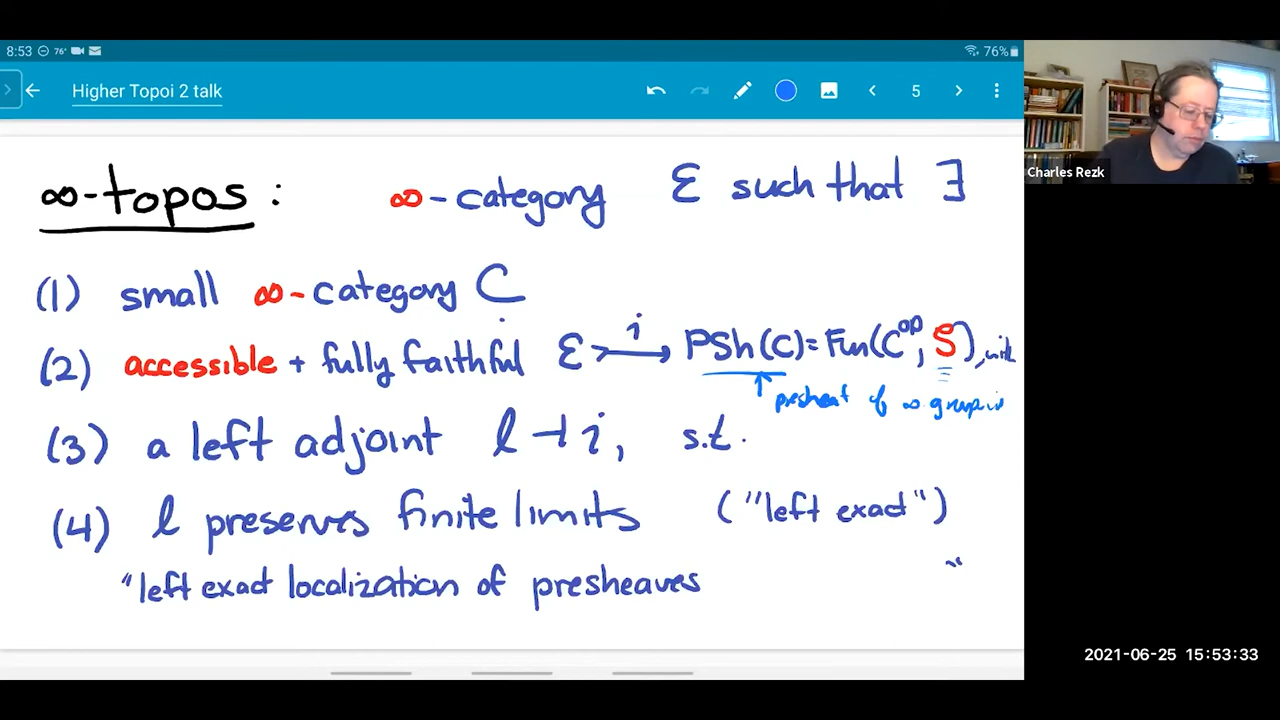 8:53 76° 76%
Higher Topoi 2 talk 5
Charles Rezk
∞-topos: ∞-category ℰ such that ∃
(1) small ∞-category C
(2) accessible + fully faithful ℰ >—i→ PSh(C) = Fun(C^op, S), with
↑ presheaf of ∞
(3) a left adjoint l ⊣ i, s.t.
(4) l preserves finite limits ("left exact")
"left exact localization of presheaves "
2021-06-25 15:53:33